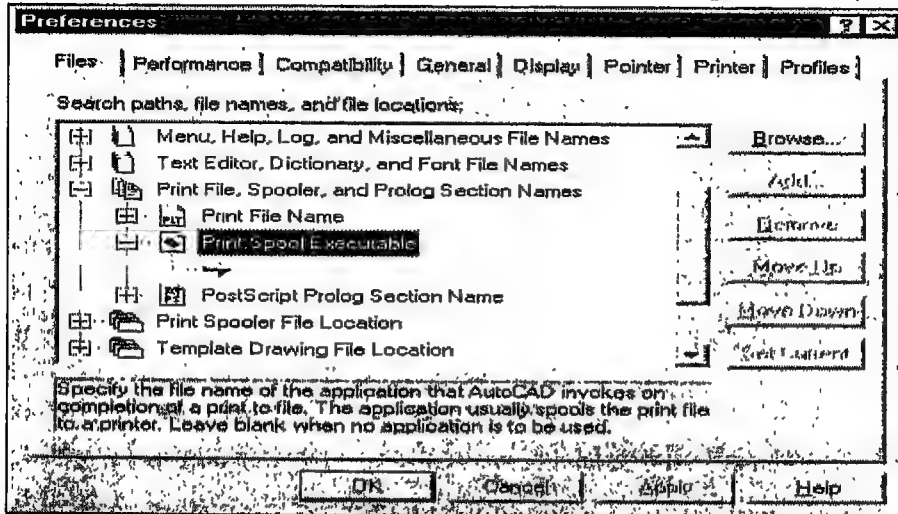 Preferences
Files Performance Compatibility General Display Pointer Printer Profiles
Search paths, file names, and file locations:
Menu, Help, Log, and Miscellaneous File Names
Browse...
Text Editor, Dictionary, and Font File Names
Add...
Print File, Spooler, and Prolog Section Names
Remove
Print File Name
Print Spool Executable
Move Up
PostScript Prolog Section Name
Move Down
Print Spooler File Location
Template Drawing File Location
Set Current
Specify the file name of the application that AutoCAD invokes on
completion of a print to file. The application usually spools the print file
to a printer. Leave blank when no application is to be used.
OK Cancel Apply Help